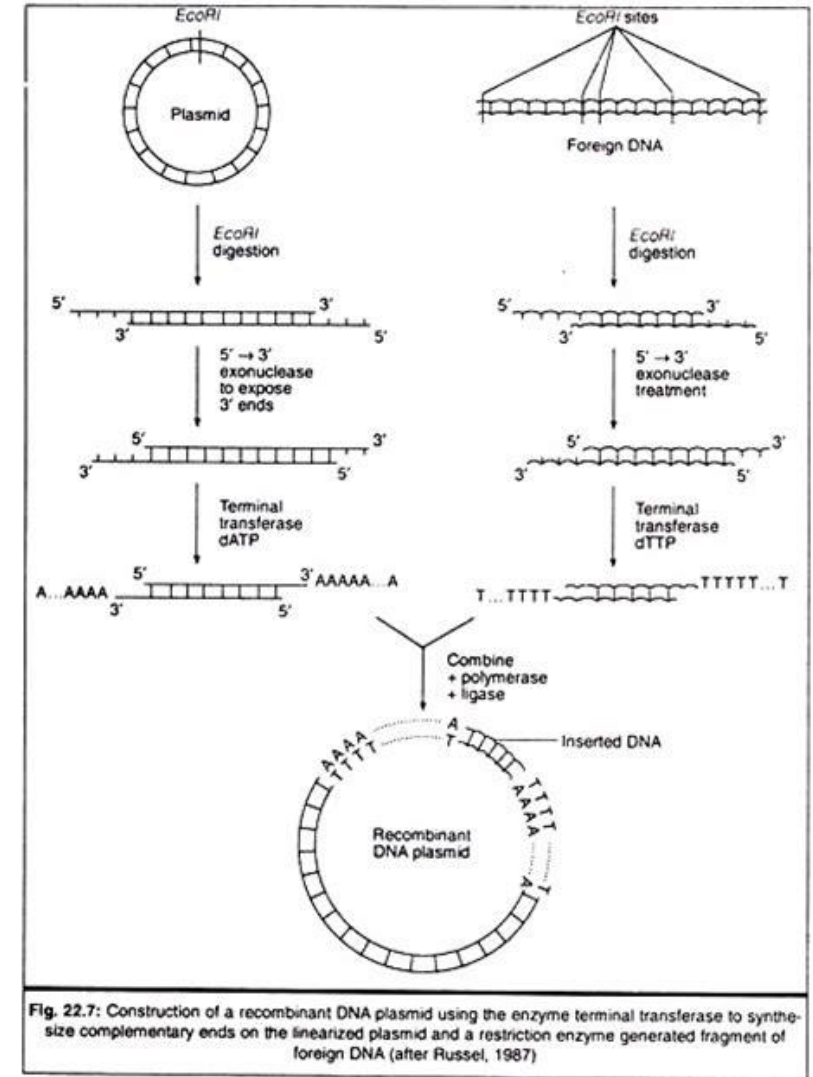 EcoRI
Plasmid
EcoRI
digestion
5' 3'
3' 5'
5' → 3'
exonuclease
to expose
3' ends
5' 3'
3' 5'
Terminal
transferase
dATP
5' 3' AAAAA...A
A...AAAA 3' 5'
EcoRI sites
Foreign DNA
EcoRI
digestion
5' 3'
3' 5'
5' → 3'
exonuclease
treatment
5' 3'
3' 5'
Terminal
transferase
dTTP
TTTTT...T
T...TTTT
Combine
+ polymerase
+ ligase
AAAA A
TTTT T
Inserted DNA
TTTT T
AAAA A
Recombinant
DNA plasmid
Fig. 22.7: Construction of a recombinant DNA plasmid using the enzyme terminal transferase to synthe-
size complementary ends on the linearized plasmid and a restriction enzyme generated fragment of
foreign DNA (after Russel, 1987)